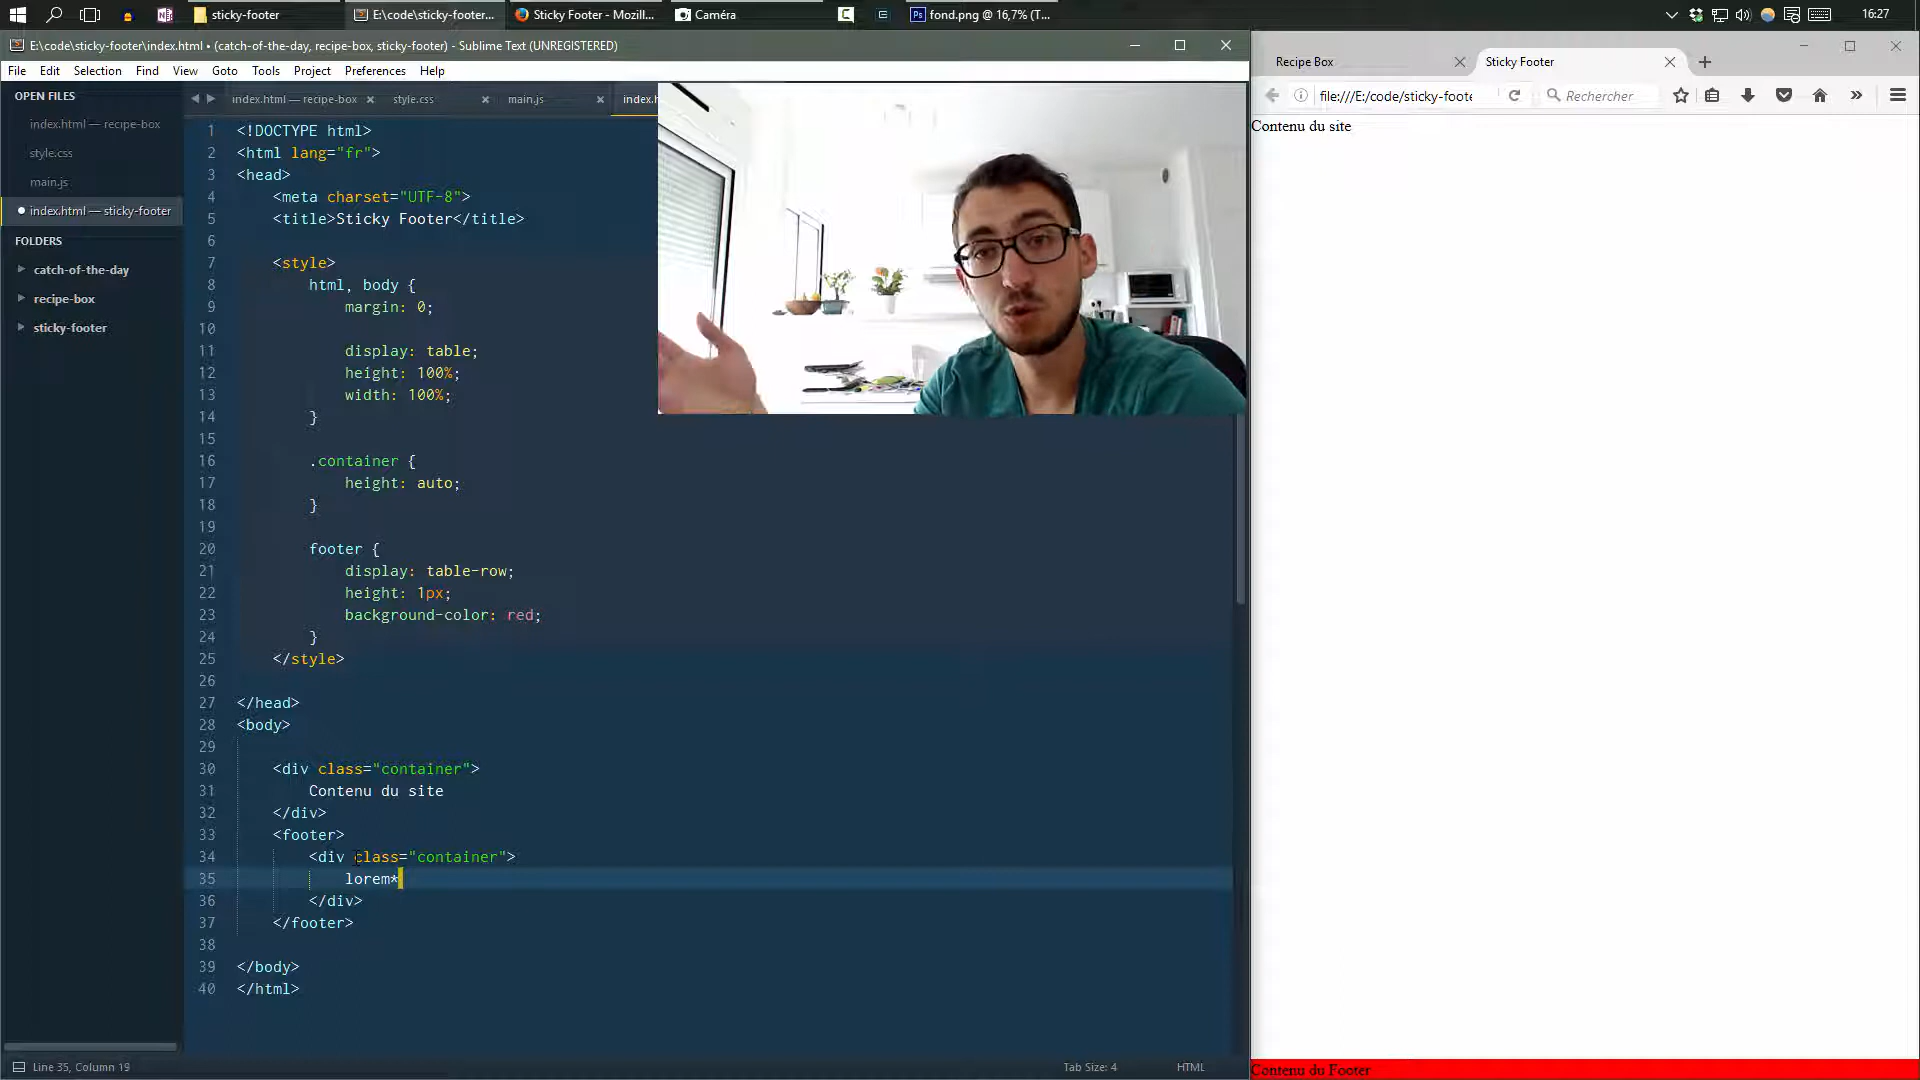 sticky-footer
E:\code\sticky-footer...
Sticky Footer - Mozill...
Caméra
fond.png @ 16,7% (T...
16:27
E:\code\sticky-footer\index.html • (catch-of-the-day, recipe-box, sticky-footer) - Sublime Text (UNREGISTERED)
File Edit Selection Find View Goto Tools Project Preferences Help
OPEN FILES
index.html — recipe-box
style.css
main.js
index.html — sticky-footer
FOLDERS
catch-of-the-day
recipe-box
sticky-footer
index.html — recipe-box
style.css
main.js
index.h
1 <!DOCTYPE html>
2 <html lang="fr">
3 <head>
4 <meta charset="UTF-8">
5 <title>Sticky Footer</title>
6
7 <style>
8 html, body {
9 margin: 0;
10
11 display: table;
12 height: 100%;
13 width: 100%;
14 }
15
16 .container {
17 height: auto;
18 }
19
20 footer {
21 display: table-row;
22 height: 1px;
23 background-color: red;
24 }
25 </style>
26
27 </head>
28 <body>
29
30 <div class="container">
31 Contenu du site
32 </div>
33 <footer>
34 <div class="container">
35 lorem*
36 </div>
37 </footer>
38
39 </body>
40 </html>
Line 35, Column 19
Tab Size: 4
HTML
Recipe Box
Sticky Footer
file:///E:/code/sticky-foote
Rechercher
Contenu du site
Contenu du Footer